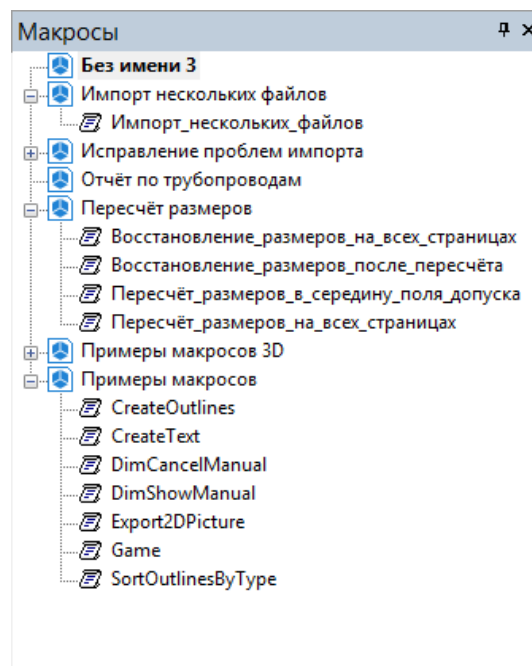 Макросы
Без имени 3
Импорт нескольких файлов
Импорт_нескольких_файлов
Исправление проблем импорта
Отчёт по трубопроводам
Пересчёт размеров
Восстановление_размеров_на_всех_страницах
Восстановление_размеров_после_пересчёта
Пересчёт_размеров_в_середину_поля_допуска
Пересчёт_размеров_на_всех_страницах
Примеры макросов 3D
Примеры макросов
CreateOutlines
CreateText
DimCancelManual
DimShowManual
Export2DPicture
Game
SortOutlinesByType